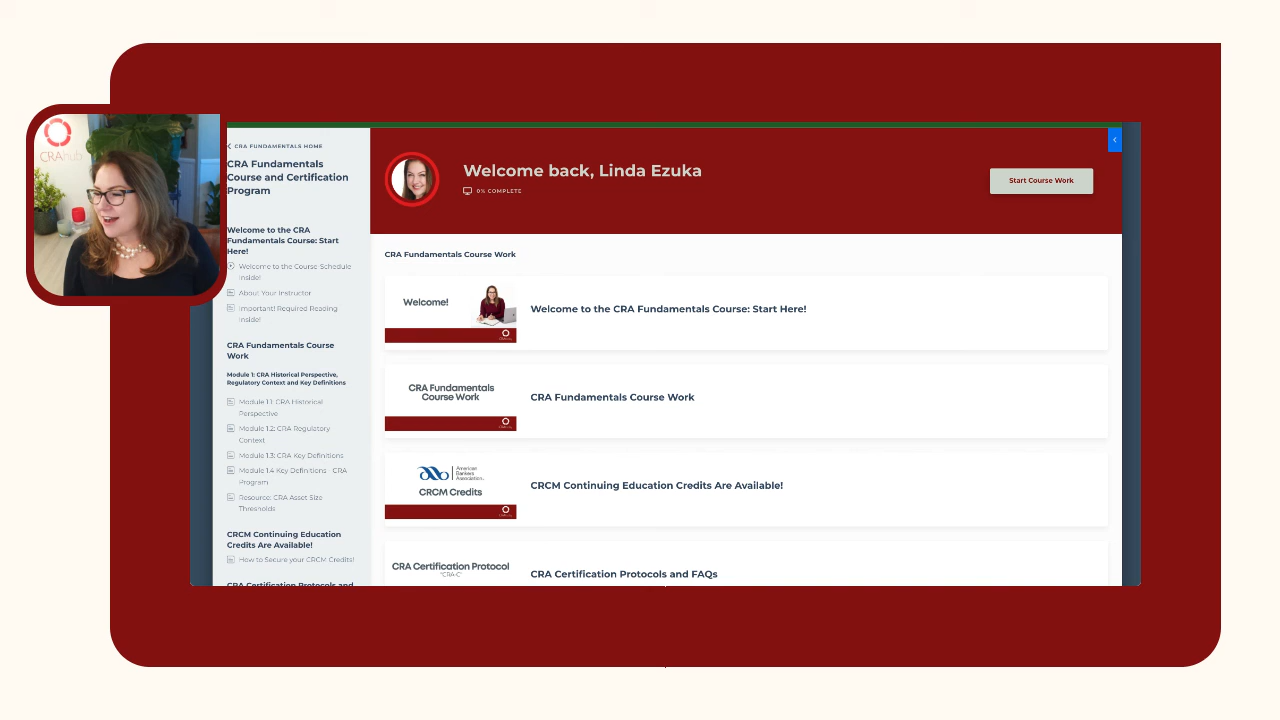 CRAhub
CRA FUNDAMENTALS HOME
CRA Fundamentals
Course and Certification
Program
Welcome to the CRA
Fundamentals Course: Start
Here!
Welcome to the Course-Schedule
Inside!
About Your Instructor
Important! Required Reading
Inside!
CRA Fundamentals Course
Work
Module 1: CRA Historical Perspective,
Regulatory Context and Key Definitions
Module 1.1: CRA Historical
Perspective
Module 1.2: CRA Regulatory
Context
Module 1.3: CRA Key Definitions
Module 1.4 Key Definitions - CRA
Program
Resource: CRA Asset Size
Thresholds
CRCM Continuing Education
Credits Are Available!
How to Secure your CRCM Credits!
CRA Certification Protocols and
Welcome back, Linda Ezuka
0% COMPLETE
Start Course Work
CRA Fundamentals Course Work
Welcome!
Welcome to the CRA Fundamentals Course: Start Here!
CRA Fundamentals
Course Work
CRA Fundamentals Course Work
American
Bankers
Association.
CRCM Credits
CRCM Continuing Education Credits Are Available!
CRA Certification Protocol
"CRA-C"
CRA Certification Protocols and FAQs